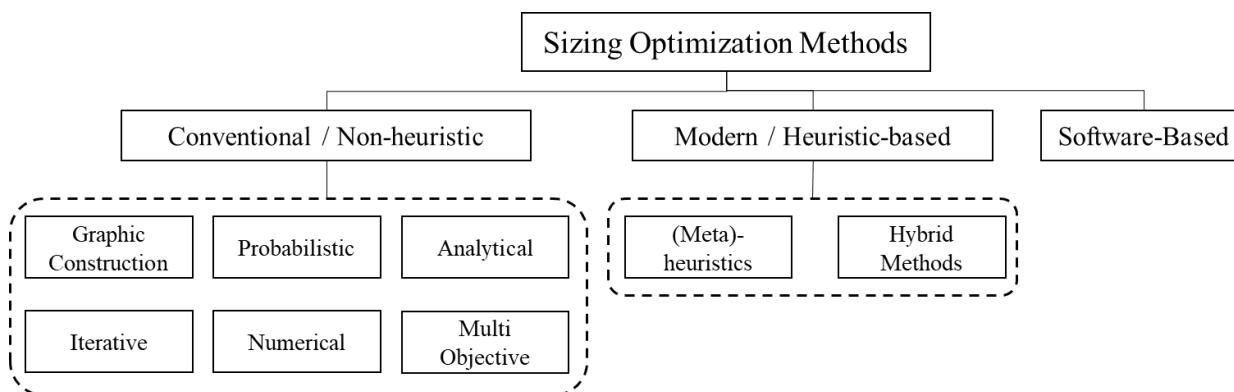 Sizing Optimization Methods
Conventional / Non-heuristic
Modern / Heuristic-based
Software-Based
Graphic
Construction
Probabilistic
Analytical
(Meta)-
heuristics
Hybrid
Methods
Iterative
Numerical
Multi
Objective